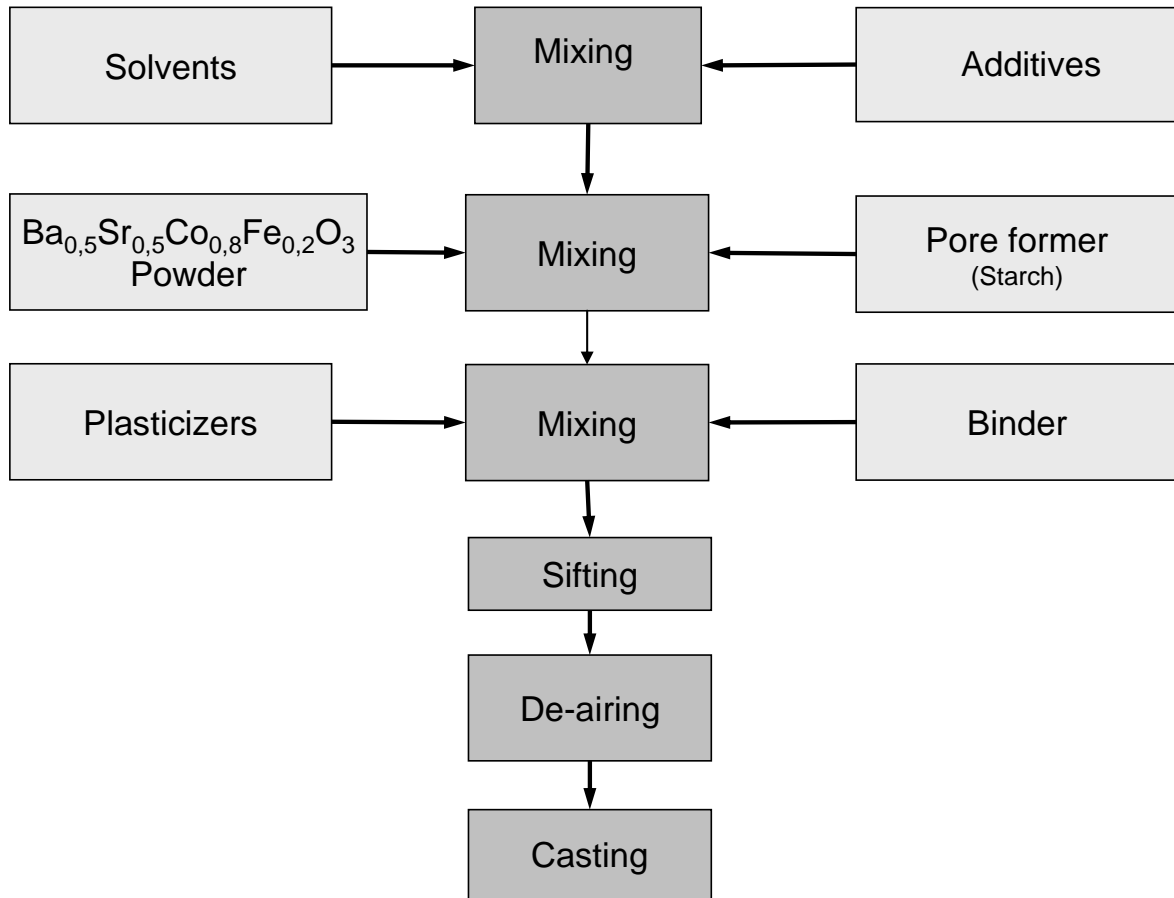 Solvents
Mixing
Additives
Ba0,5Sr0,5Co0,8Fe0,2O3
Powder
Mixing
Pore former
(Starch)
Plasticizers
Mixing
Binder
Sifting
De-airing
Casting